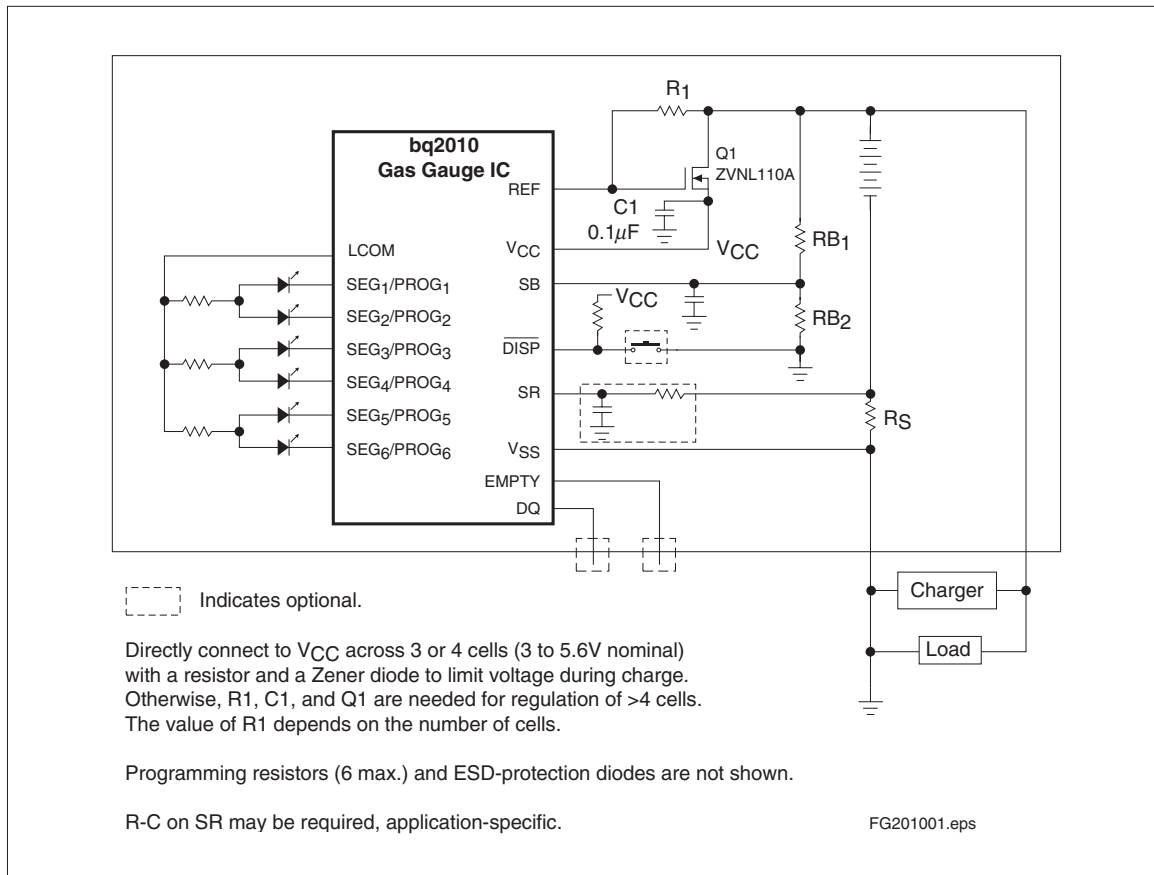 R1
bq2010
Gas Gauge IC
Q1
ZVNL110A
REF
C1
0.1μF
VCC
VCC
RB1
LCOM
SEG1/PROG1
SB
VCC
SEG2/PROG2
RB2
SEG3/PROG3
DISP
SEG4/PROG4
SR
SEG5/PROG5
RS
SEG6/PROG6
VSS
EMPTY
DQ
Indicates optional.
Charger
Load
Directly connect to VCC across 3 or 4 cells (3 to 5.6V nominal)
with a resistor and a Zener diode to limit voltage during charge.
Otherwise, R1, C1, and Q1 are needed for regulation of >4 cells.
The value of R1 depends on the number of cells.
Programming resistors (6 max.) and ESD-protection diodes are not shown.
R-C on SR may be required, application-specific.
FG201001.eps